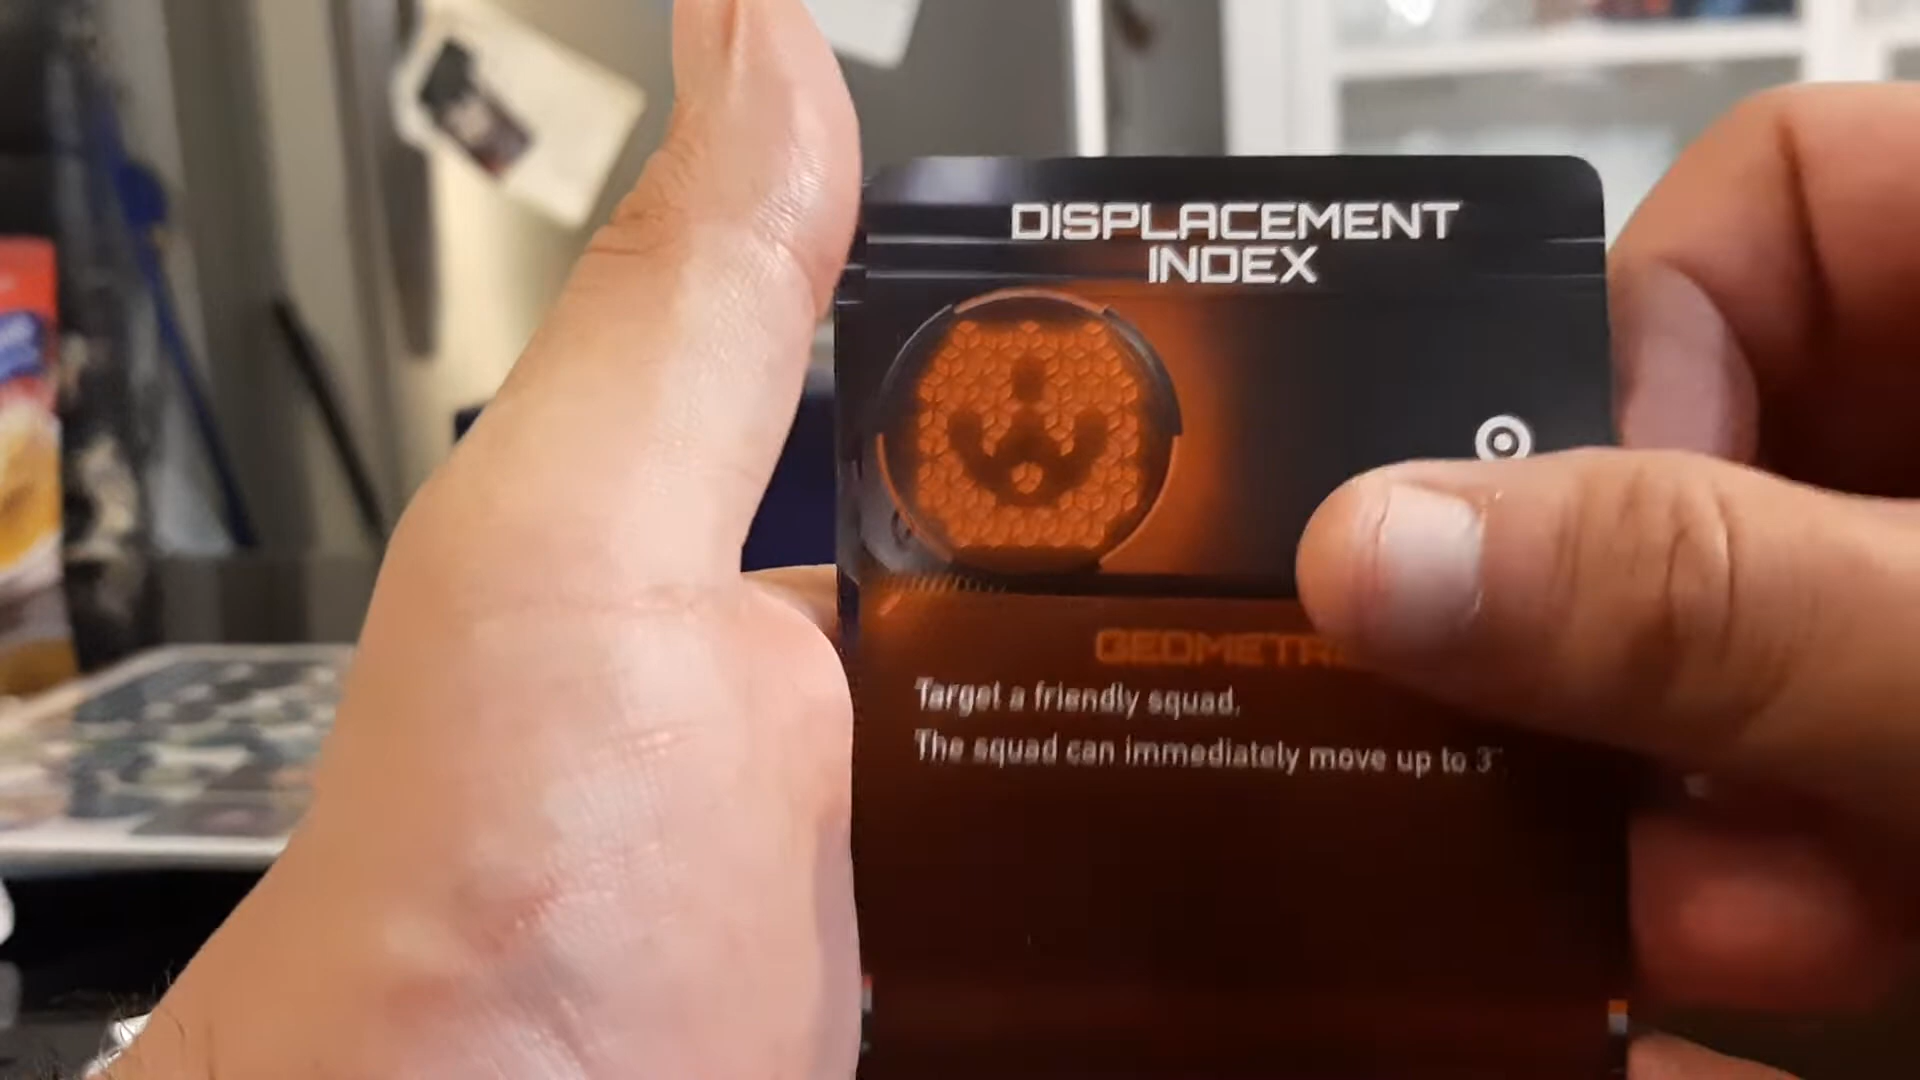 DISPLACEMENT
INDEX
Target a friendly squad.
The squad can immediately move up to 3".